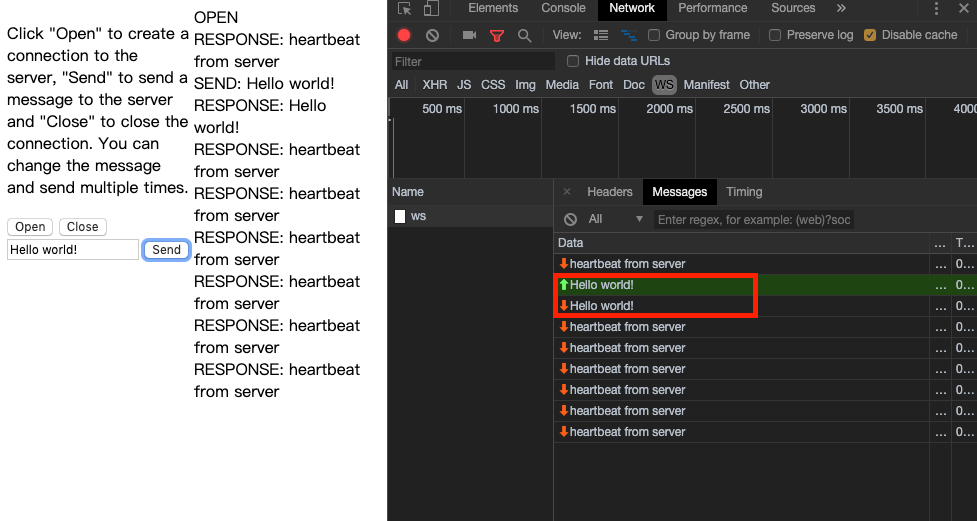 Click "Open" to create a
connection to the
server, "Send" to send a
message to the server
and "Close" to close the
connection. You can
change the message
and send multiple times.
Open Close
Hello world! Send
OPEN
RESPONSE: heartbeat
from server
SEND: Hello world!
RESPONSE: Hello
world!
RESPONSE: heartbeat
from server
RESPONSE: heartbeat
from server
RESPONSE: heartbeat
from server
RESPONSE: heartbeat
from server
RESPONSE: heartbeat
from server
RESPONSE: heartbeat
from server
Elements Console Network Performance Sources »
View: Group by frame Preserve log Disable cache
Filter Hide data URLs
All XHR JS CSS Img Media Font Doc WS Manifest Other
500 ms 1000 ms 1500 ms 2000 ms 2500 ms 3000 ms 3500 ms 4000
Name
ws
× Headers Messages Timing
All Enter regex, for example: (web)?soc
Data ... T...
heartbeat from server ... 0...
Hello world! ... 0...
Hello world! ... 0...
heartbeat from server ... 0...
heartbeat from server ... 0...
heartbeat from server ... 0...
heartbeat from server ... 0...
heartbeat from server ... 0...
heartbeat from server ... 0...